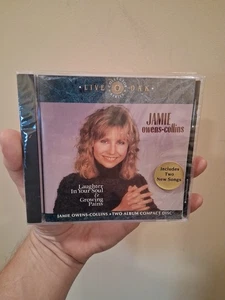 LIVE OAK
JAMIE
owens-collins
Includes
Two
New Songs
Laughter
In Your Soul
&
Growing
Pains
JAMIE OWENS-COLLINS • TWO ALBUM COMPACT DISC